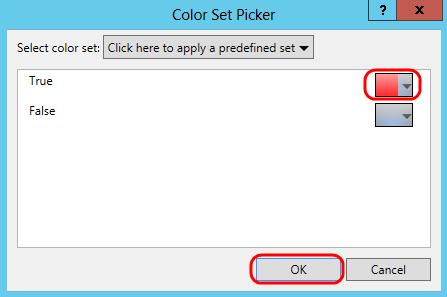 Color Set Picker
? x
Select color set: Click here to apply a predefined set
True
False
OK Cancel